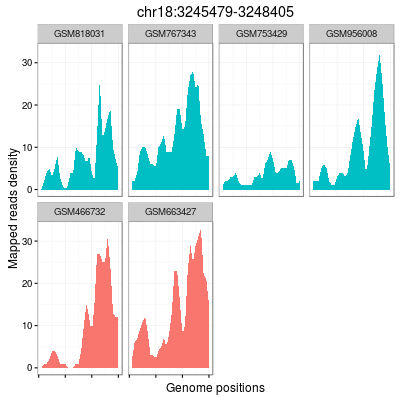 chr18:3245479-3248405
GSM818031 GSM767343 GSM753429 GSM956008
30
20
10
0
GSM466732 GSM663427
30
20
10
0
Mapped reads density
Genome positions